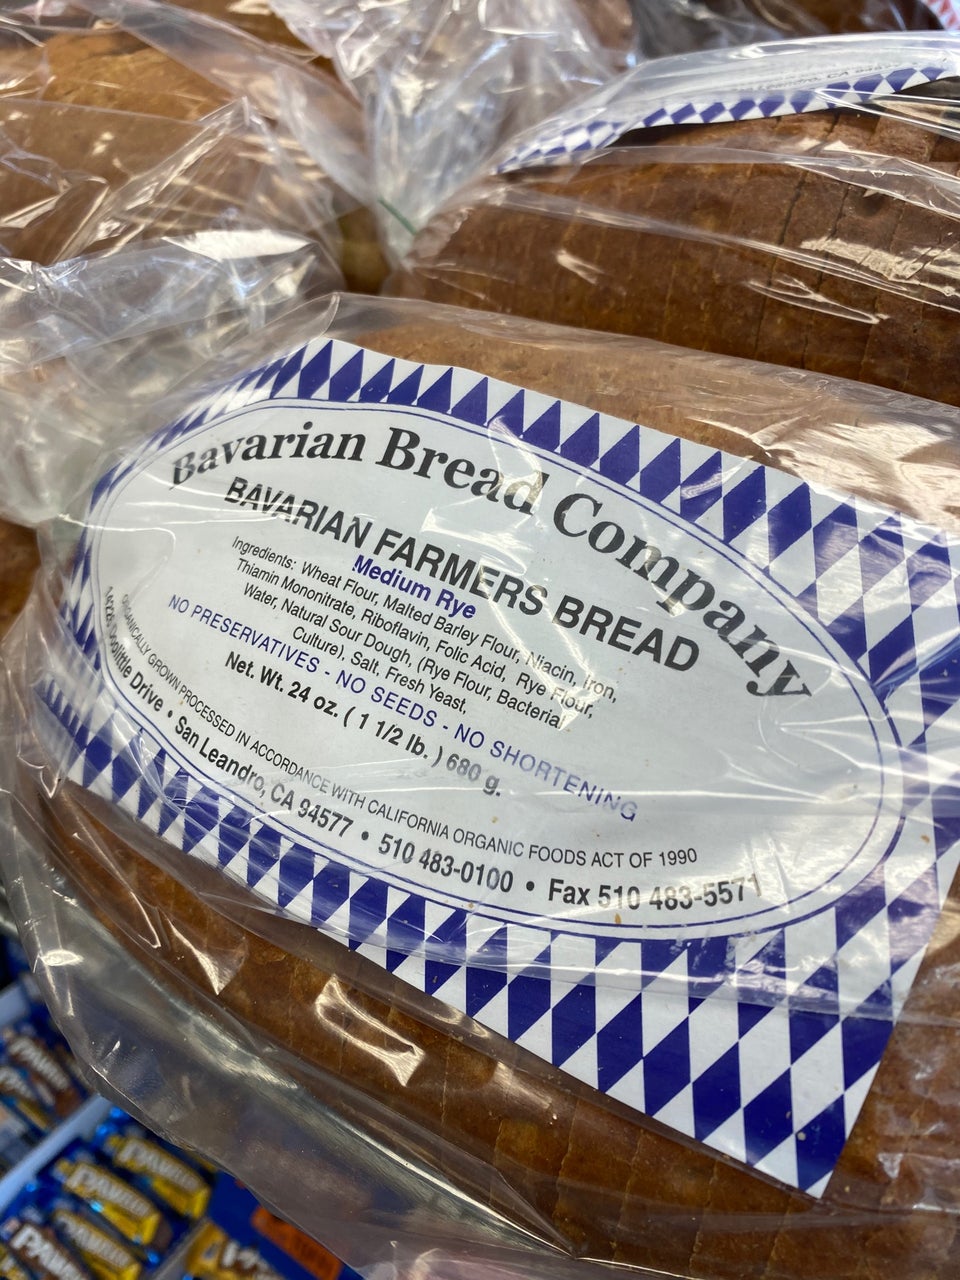 Bavarian Bread Company
BAVARIAN FARMERS BREAD
Medium Rye
Ingredients: Wheat Flour, Malted Barley Flour, Niacin, Iron,
Thiamin Mononitrate, Riboflavin, Folic Acid, Rye Flour,
Water, Natural Sour Dough, (Rye Flour, Bacterial
Culture). Salt, Fresh Yeast,
NO PRESERVATIVES - NO SEEDS - NO SHORTENING
Net. Wt. 24 oz. ( 1 1/2 lb. ) 680 g.
ORGANICALLY GROWN PROCESSED IN ACCORDANCE WITH CALIFORNIA ORGANIC FOODS ACT OF 1990
Doolittle Drive • San Leandro, CA 94577 • 510 483-0100 • Fax 510 483-5571